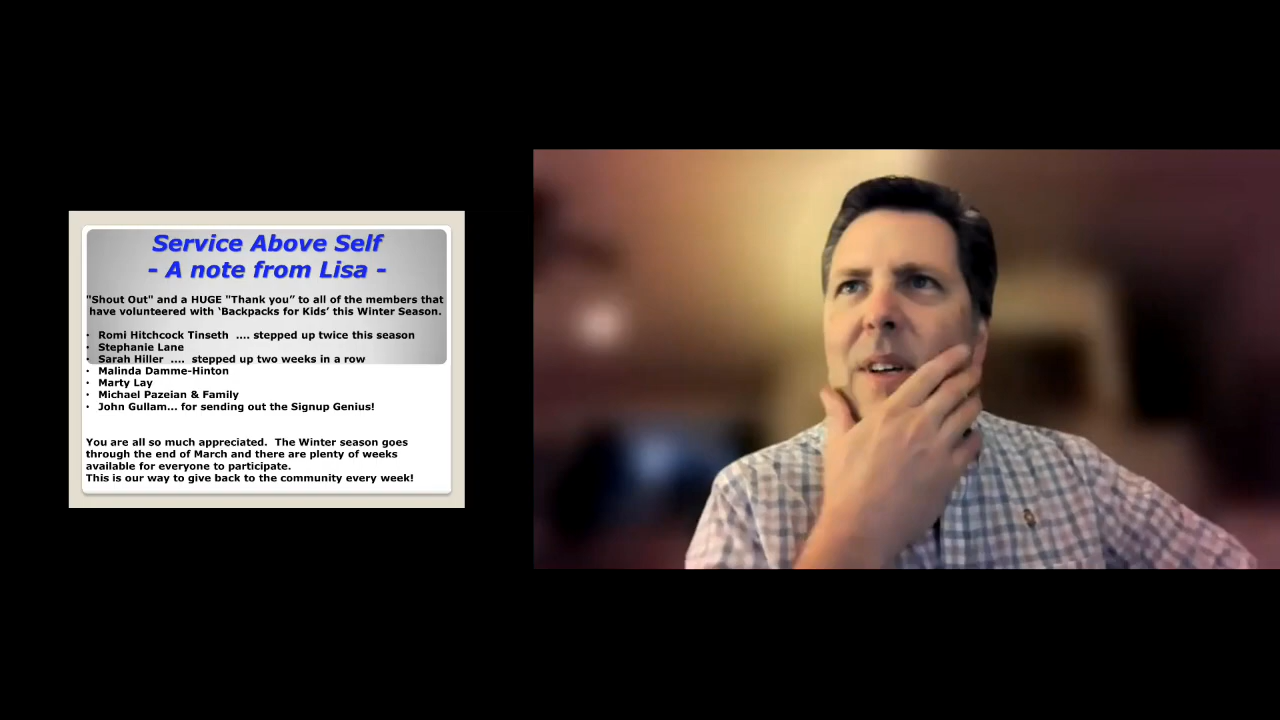 Service Above Self
- A note from Lisa -
"Shout Out" and a HUGE "Thank you” to all of the members that
have volunteered with ‘Backpacks for Kids’ this Winter Season.
• Romi Hitchcock Tinseth .... stepped up twice this season
• Stephanie Lane
• Sarah Hiller .... stepped up two weeks in a row
• Malinda Damme-Hinton
• Marty Lay
• Michael Pazeian & Family
• John Gullam... for sending out the Signup Genius!
You are all so much appreciated. The Winter season goes
through the end of March and there are plenty of weeks
available for everyone to participate.
This is our way to give back to the community every week!